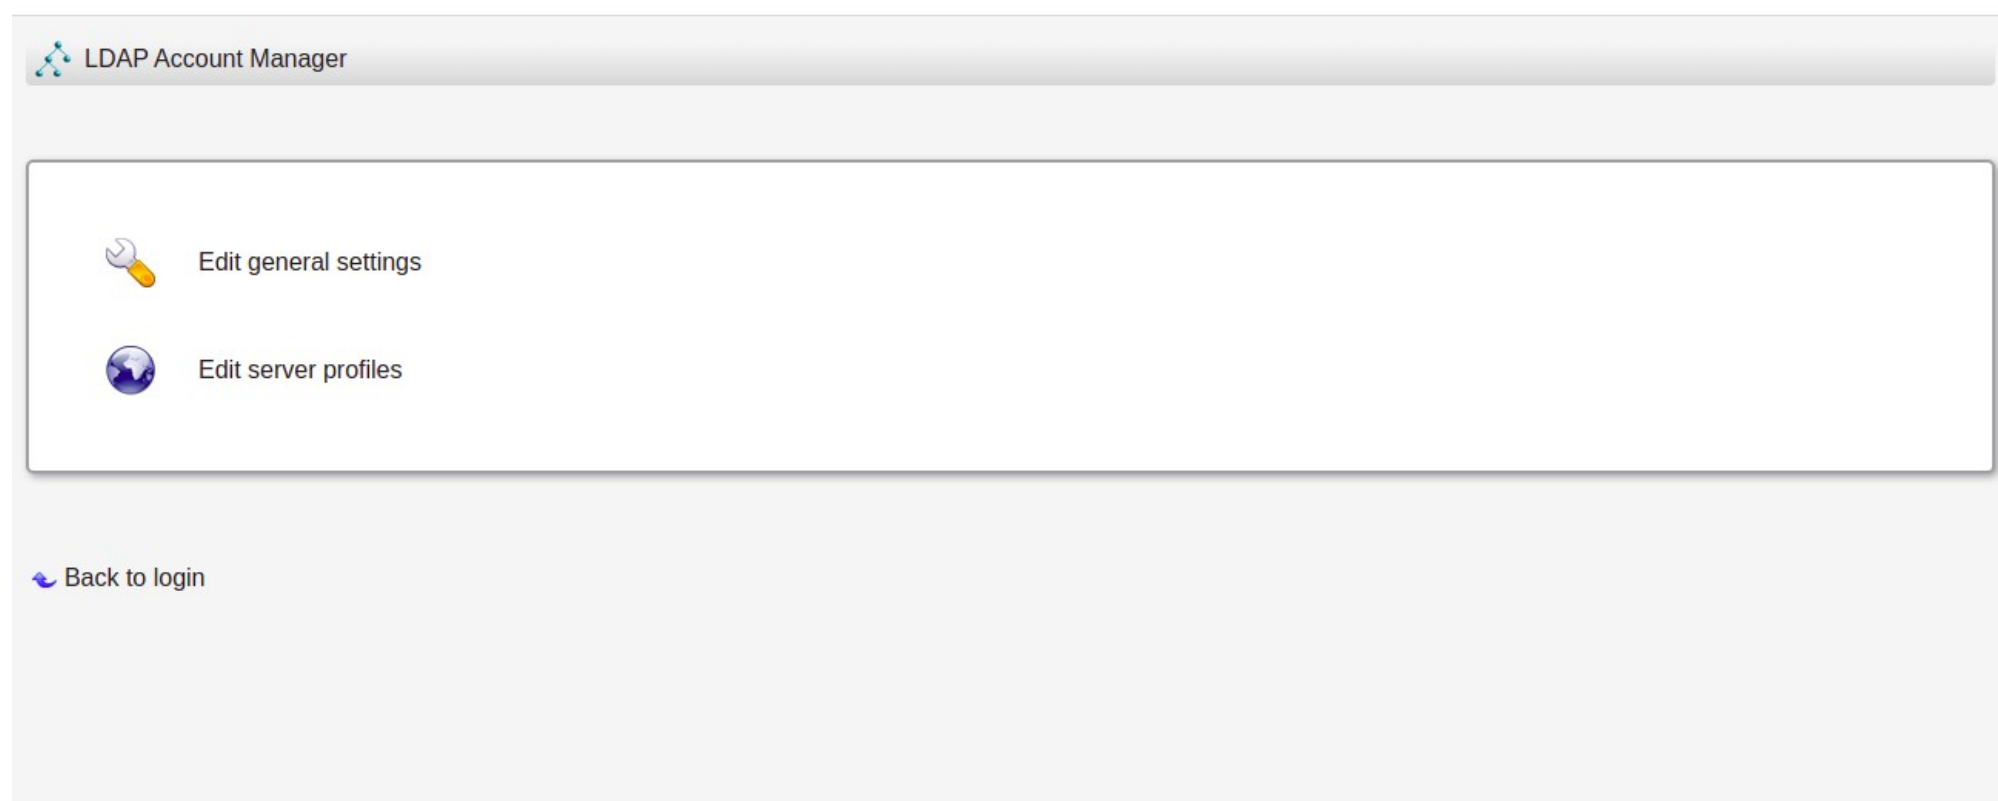 LDAP Account Manager
Edit general settings
Edit server profiles
Back to login